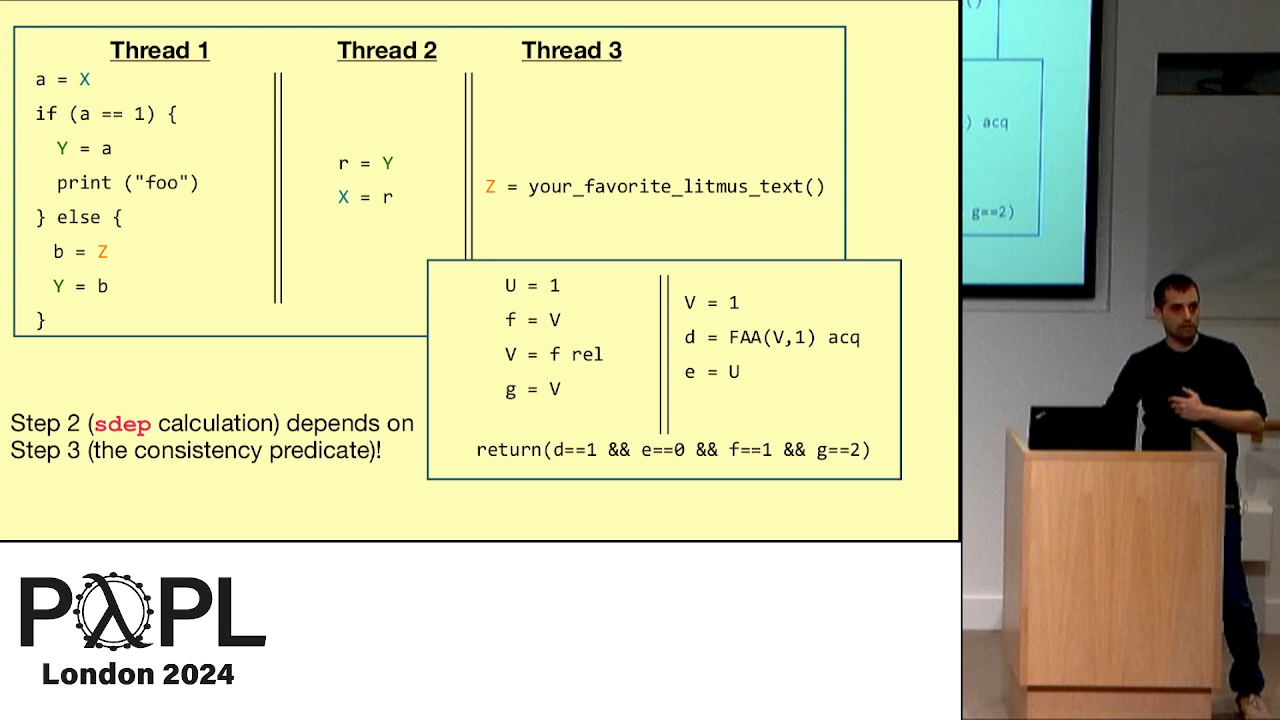 Thread 1
Thread 2
Thread 3
a = X
if (a == 1) {
Y = a
print ("foo")
} else {
b = Z
Y = b
}
r = Y
X = r
Z = your_favorite_litmus_text()
U = 1
f = V
V = f rel
g = V
V = 1
d = FAA(V,1) acq
e = U
return(d==1 && e==0 && f==1 && g==2)
Step 2 (sdep calculation) depends on
Step 3 (the consistency predicate)!
()
) acq
g==2)
PλPL
London 2024